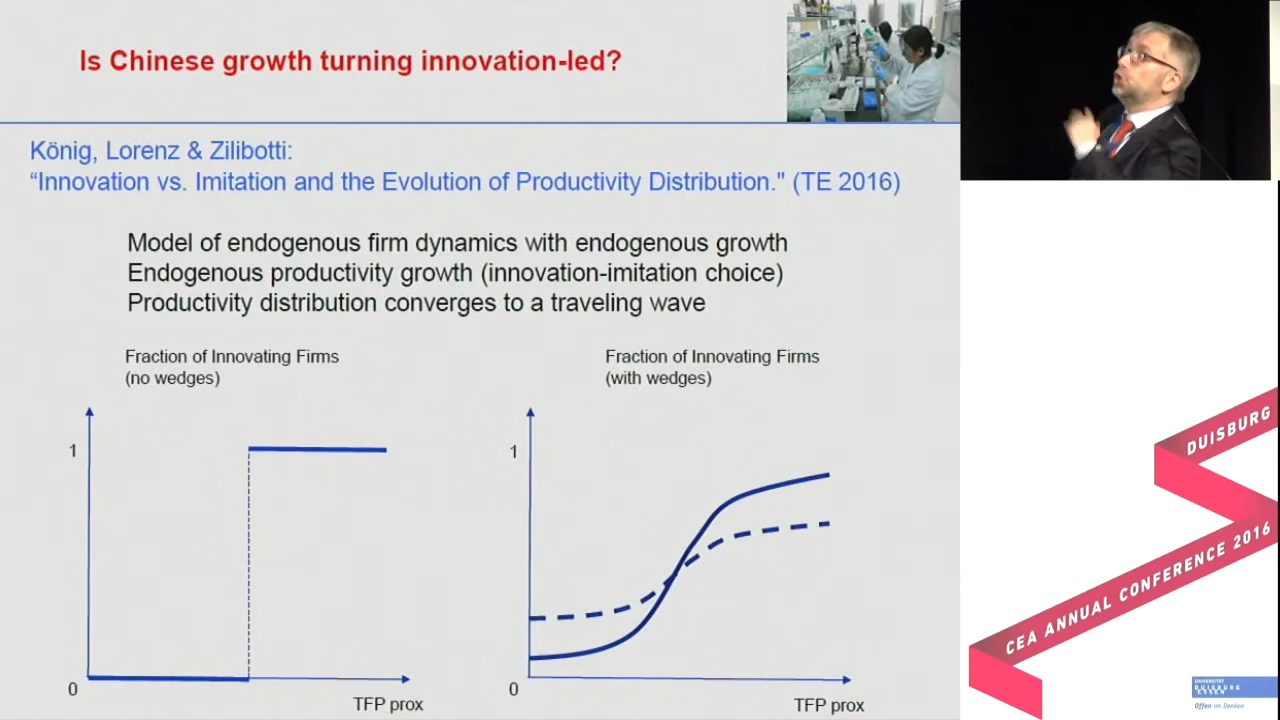 Is Chinese growth turning innovation-led?
König, Lorenz & Zilibotti:
“Innovation vs. Imitation and the Evolution of Productivity Distribution." (TE 2016)
Model of endogenous firm dynamics with endogenous growth
Endogenous productivity growth (innovation-imitation choice)
Productivity distribution converges to a traveling wave
Fraction of Innovating Firms
(no wedges)
1
0
TFP prox
Fraction of Innovating Firms
(with wedges)
1
0
TFP prox
DUISBURG
CEA ANNUAL CONFERENCE 2016
UNIVERSITÄT
DUISBURG
ESSEN
Offen im Denken